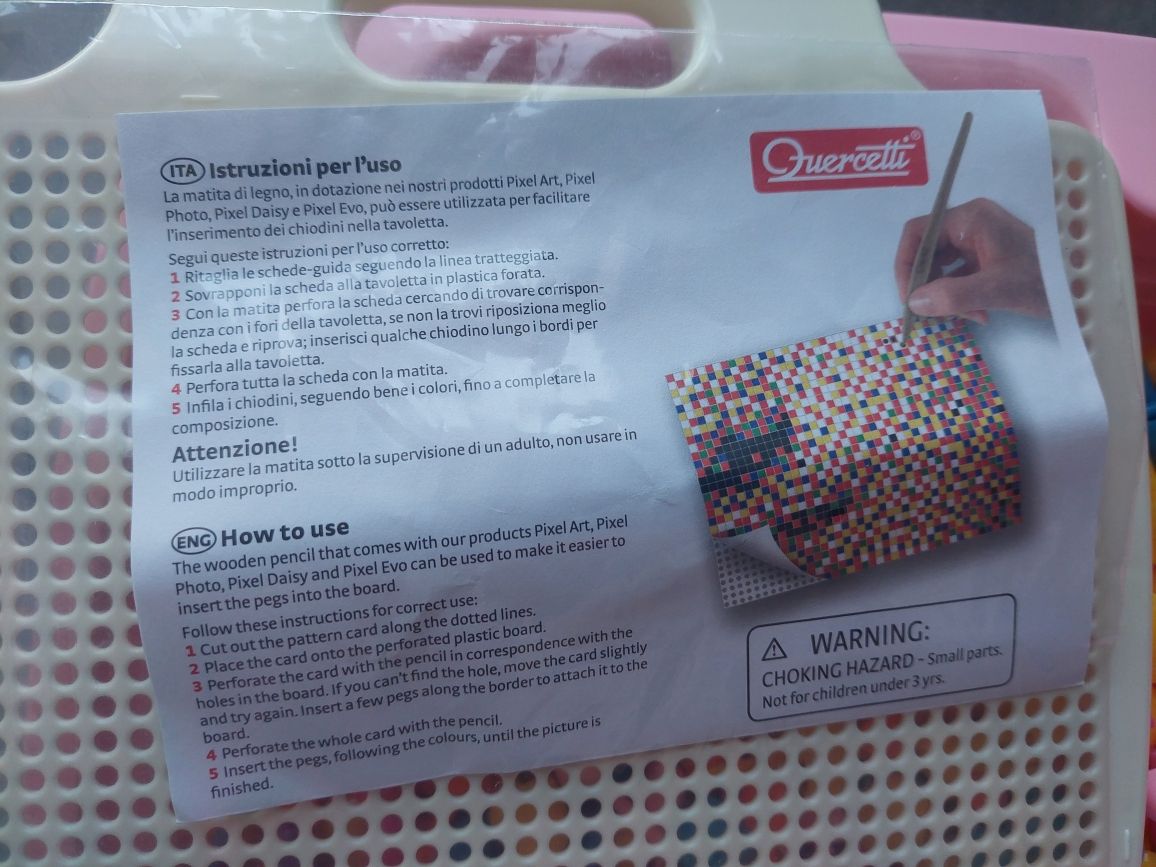 ITA Istruzioni per l'uso
La matita di legno, in dotazione nei nostri prodotti Pixel Art, Pixel
Photo, Pixel Daisy e Pixel Evo, può essere utilizzata per facilitare
l'inserimento dei chiodini nella tavoletta.
Segui queste istruzioni per l'uso corretto:
1 Ritaglia le schede-guida seguendo la linea tratteggiata.
2 Sovrapponi la scheda alla tavoletta in plastica forata.
3 Con la matita perfora la scheda cercando di trovare corrispon-
denza con i fori della tavoletta, se non la trovi riposiziona meglio
la scheda e riprova; inserisci qualche chiodino lungo i bordi per
fissarla alla tavoletta.
4 Perfora tutta la scheda con la matita.
5 Infila i chiodini, seguendo bene i colori, fino a completare la
composizione.
Attenzione!
Utilizzare la matita sotto la supervisione di un adulto, non usare in
modo improprio.
ENG How to use
The wooden pencil that comes with our products Pixel Art, Pixel
Photo, Pixel Daisy and Pixel Evo can be used to make it easier to
insert the pegs into the board.
Follow these instructions for correct use:
1 Cut out the pattern card along the dotted lines.
2 Place the card onto the perforated plastic board.
3 Perforate the card with the pencil in correspondence with the
holes in the board. If you can't find the hole, move the card slightly
and try again. Insert a few pegs along the border to attach it to the
board.
4 Perforate the whole card with the pencil.
5 Insert the pegs, following the colours, until the picture is
finished.
Quercetti®
WARNING:
CHOKING HAZARD - Small parts.
Not for children under 3 yrs.